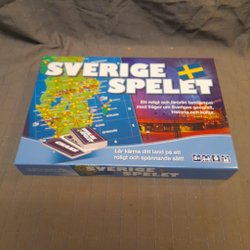 SVERIGE
SPELET
Ett roligt och lärorikt familjespel
med frågor om Sveriges geografi,
historia och kultur.
Lär känna ditt land på ett
roligt och spännande sätt!
SVERIGE SPELET